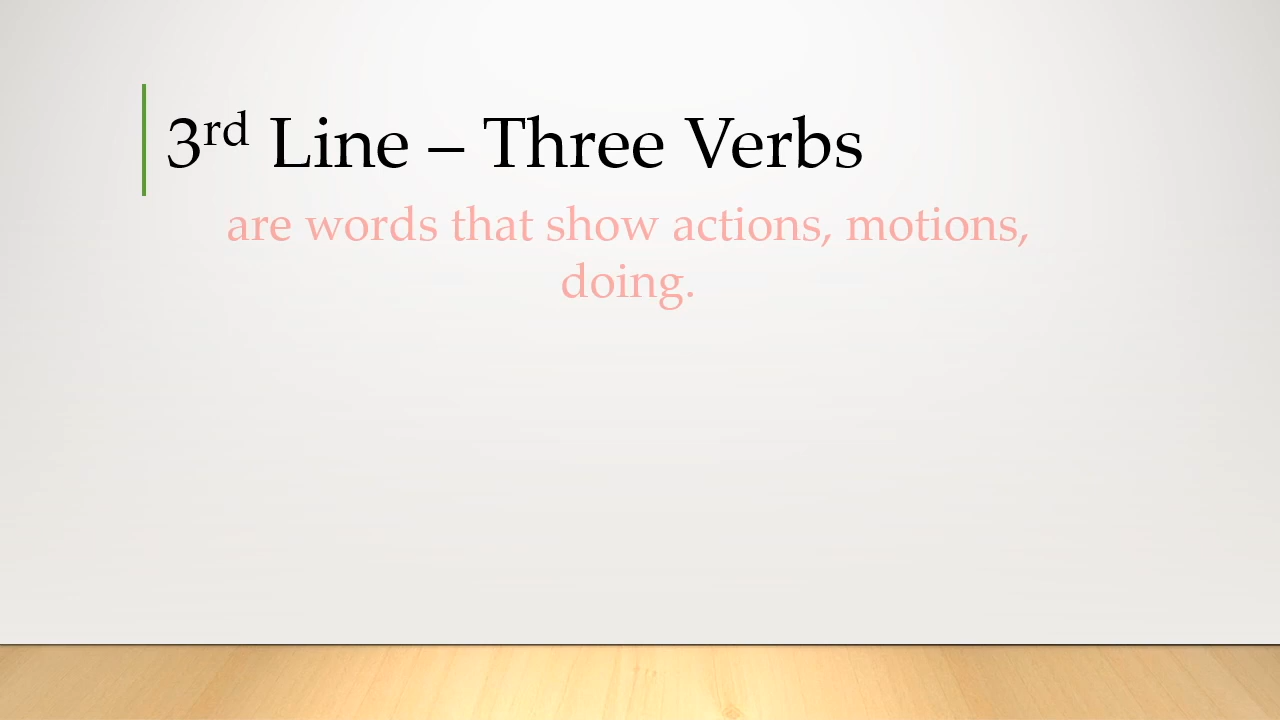 3rd Line – Three Verbs
are words that show actions, motions,
doing.